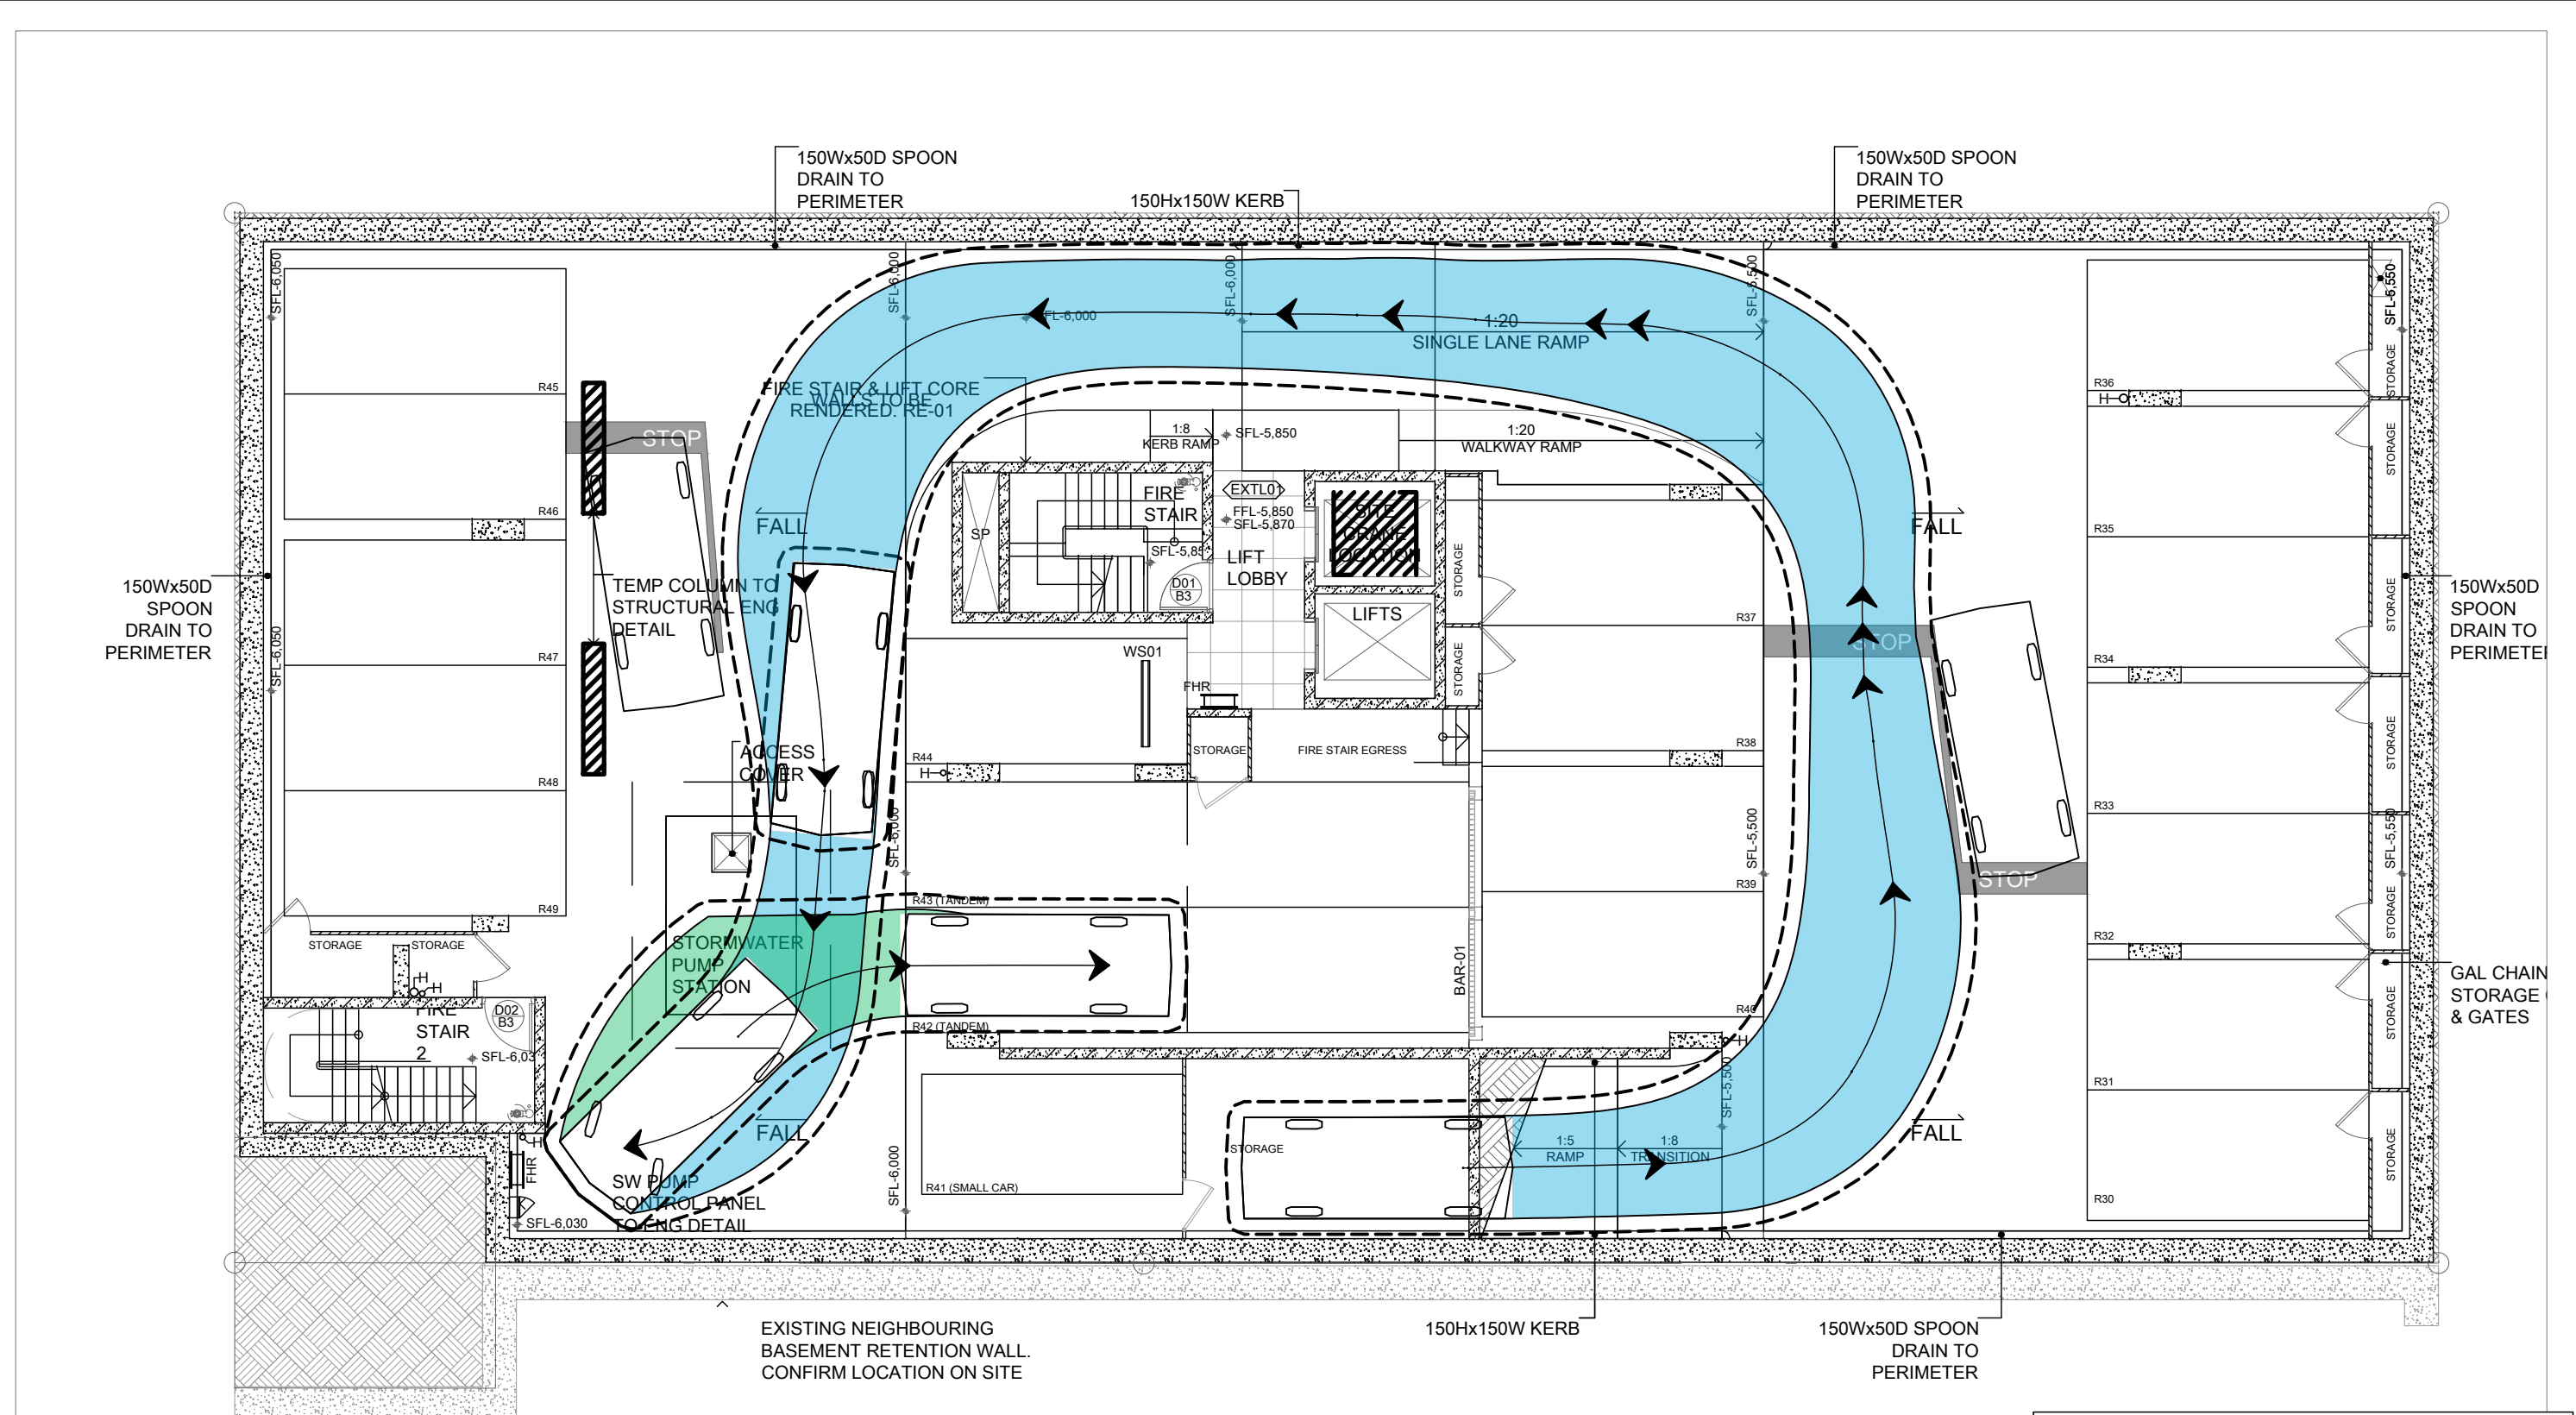 150Wx50D SPOON
DRAIN TO
PERIMETER
150Hx150W KERB
150Wx50D SPOON
DRAIN TO
PERIMETER
SFL-6,050
SFL-6,000
SFL-6,000
SFL-5,500
SFL-5,550
1:20
SINGLE LANE RAMP
FIRE STAIR & LIFT CORE
WALLS TO BE
RENDERED. RE-01
R45
STOP
R46
1:8
KERB RAMP
SFL-5,850
1:20
WALKWAY RAMP
R36
H
STORAGE
STORAGE
FALL
SP
FIRE
STAIR
EXTL01
FFL-5,850
SFL-5,870
LIFT
LOBBY
D01
B3
SITE
CRANE
LOCATION
LIFTS
STORAGE
STORAGE
FALL
R35
STORAGE
150Wx50D
SPOON
DRAIN TO
PERIMETER
TEMP COLUMN TO
STRUCTURAL ENG
DETAIL
SFL-6,050
R47
R37
STOP
R34
150Wx50D
SPOON
DRAIN TO
WS01
FHR
ACCESS
COVER
R48
R44
H
STORAGE
FIRE STAIR EGRESS
R38
STORAGE
SFL-6,000
SFL-5,500
R33
SFL-5,550
R39
STOP
R49
R43 (TANDEM)
STORAGE
STORAGE
STORMWATER
PUMP
STATION
BAR-01
R32
STORAGE
GAL CHAIN
STORAGE
& GATES
H
H
D02
B3
FIRE
STAIR
2
SFL-6,03
R42 (TANDEM)
R40
H
STORAGE
SFL-5,500
R31
FALL
FALL
STORAGE
1:5
RAMP
1:8
TRANSITION
STORAGE
H
FHR
SW PUMP
CONTROL PANEL
TO ENG DETAIL
SFL-6,030
SFL-6,000
R41 (SMALL CAR)
R30
EXISTING NEIGHBOURING
BASEMENT RETENTION WALL.
CONFIRM LOCATION ON SITE
150Hx150W KERB
150Wx50D SPOON
DRAIN TO
PERIMETER